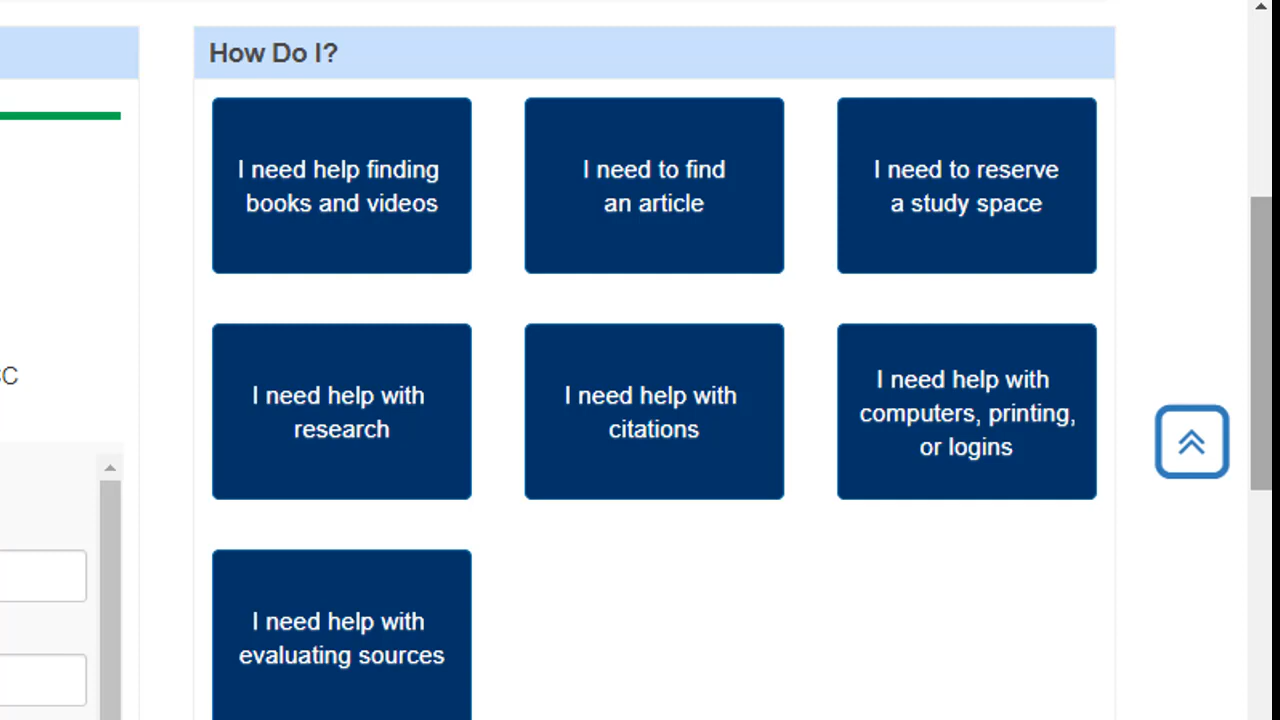 How Do I?
I need help finding
books and videos
I need to find
an article
I need to reserve
a study space
I need help with
research
I need help with
citations
I need help with
computers, printing,
or logins
I need help with
evaluating sources